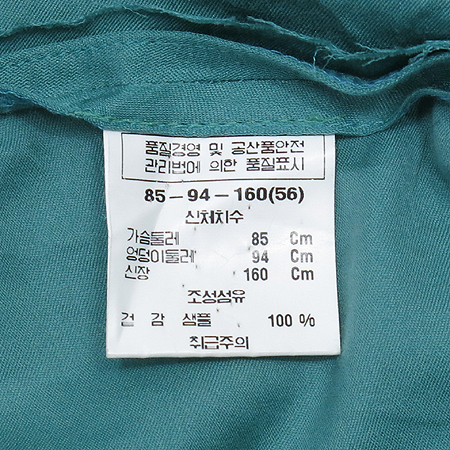 품질경영 및 공산품안전
관리법에 의한 품질표시
85-94-160(56)
신체치수
가슴둘레 85 Cm
엉덩이둘레 94 Cm
신장 160 Cm
조성섬유
겉 감 샘플 100 %
취급주의